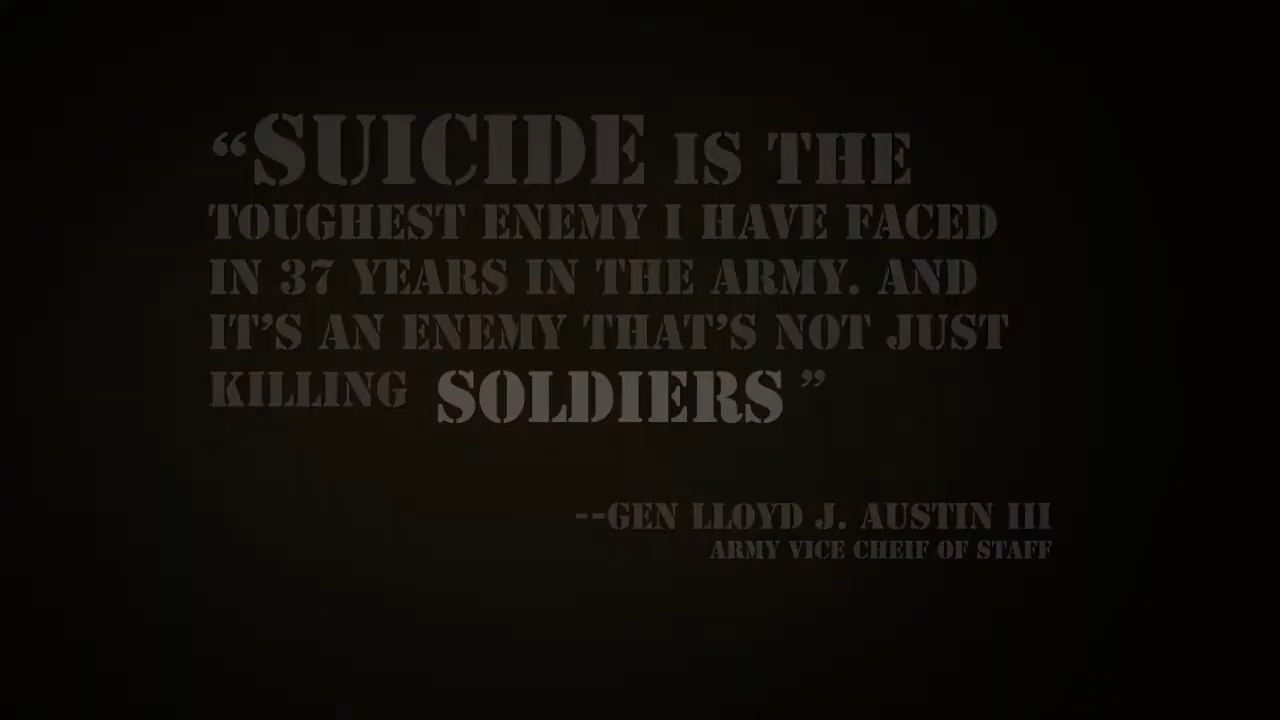 “SUICIDE IS THE
TOUGHEST ENEMY I HAVE FACED
IN 37 YEARS IN THE ARMY. AND
IT’S AN ENEMY THAT’S NOT JUST
KILLING SOLDIERS”
--GEN LLOYD J. AUSTIN III
ARMY VICE CHEIF OF STAFF